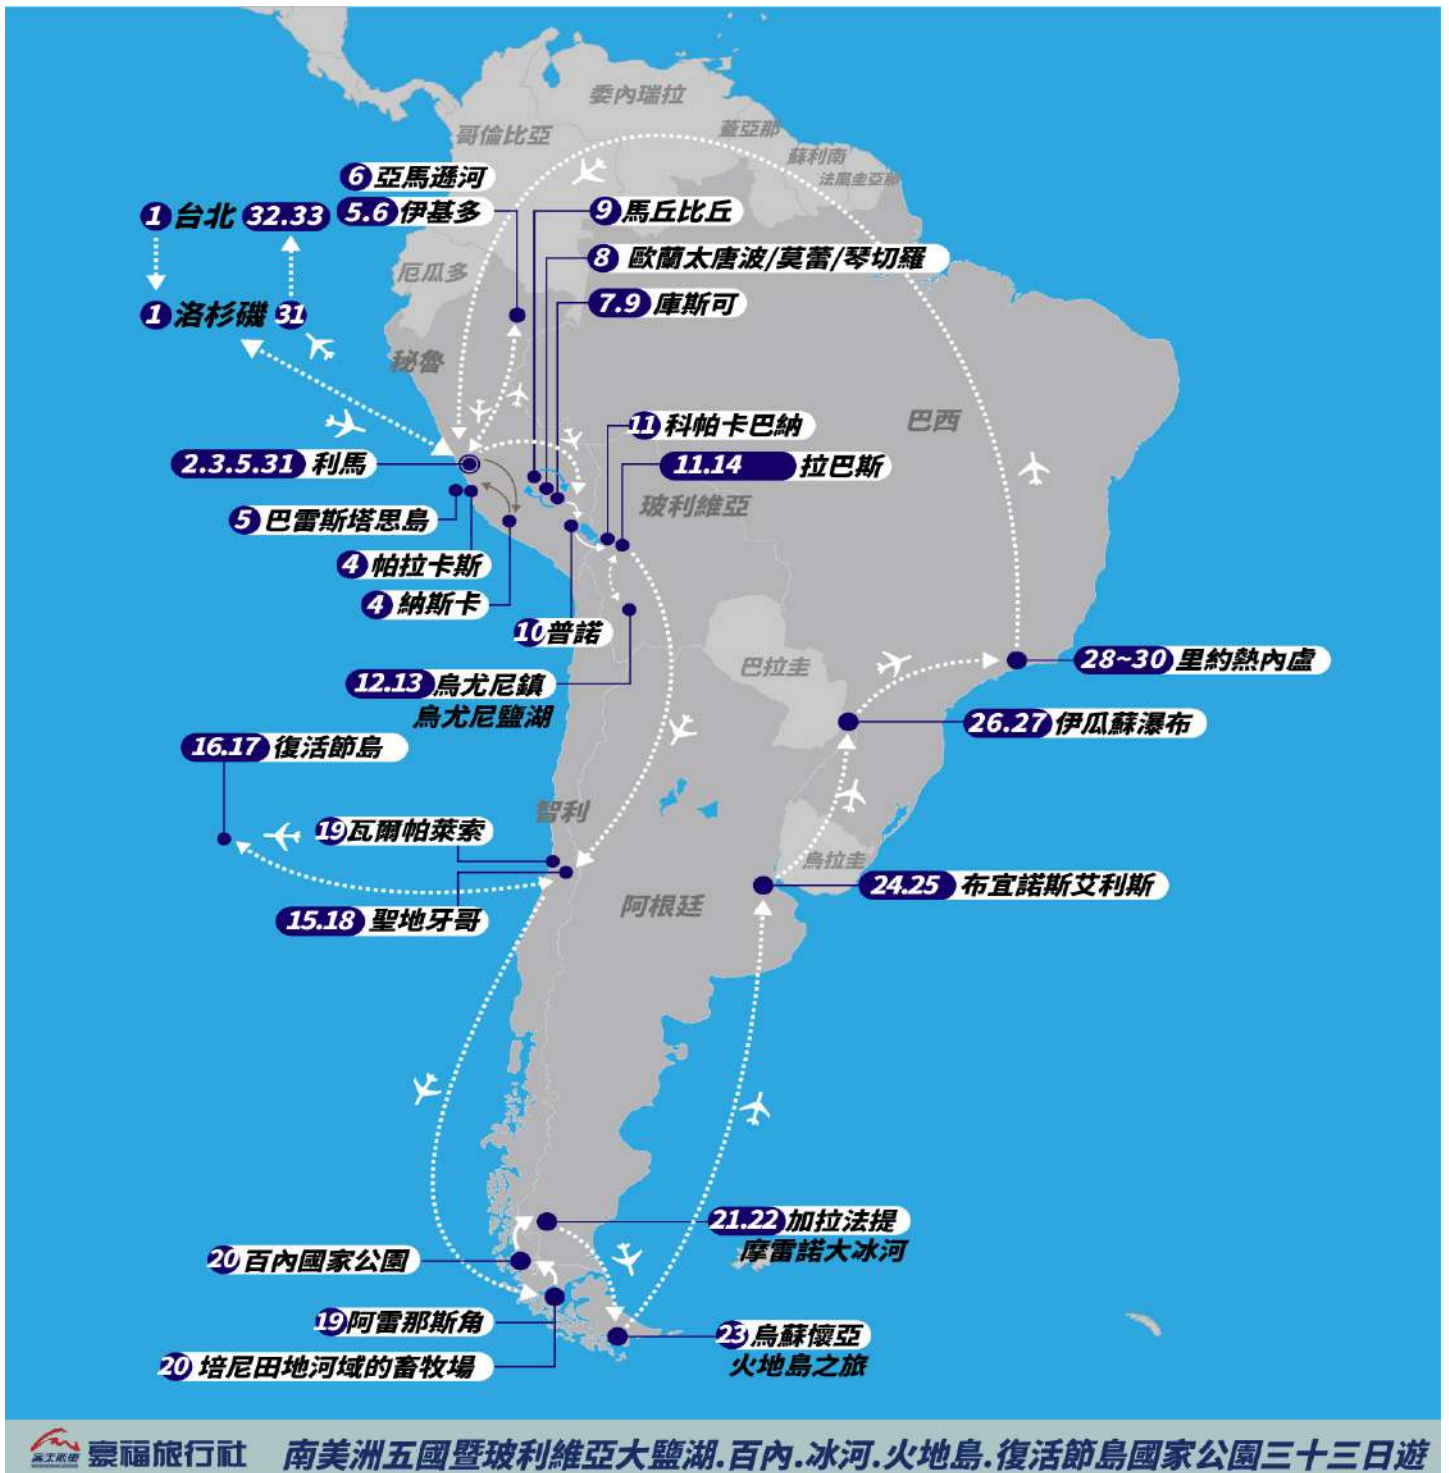 委內瑞拉
哥倫比亞
蓋亞那
蘇利南
法屬圭亞那
6 亞馬遜河
5.6 伊基多
1 台北 32.33
9 馬丘比丘
8 歐蘭太唐波/莫蕾/琴切羅
厄瓜多
7.9 庫斯可
1 洛杉磯 31
秘魯
巴西
11 科帕卡巴納
2.3.5.31 利馬
11.14 拉巴斯
玻利維亞
5 巴雷斯塔思島
4 帕拉卡斯
4 納斯卡
10 普諾
巴拉圭
28~30 里約熱內盧
12.13 烏尤尼鎮
烏尤尼鹽湖
26.27 伊瓜蘇瀑布
16.17 復活節島
智利
19 瓦爾帕萊索
烏拉圭
24.25 布宜諾斯艾利斯
15.18 聖地牙哥
阿根廷
21.22 加拉法提
摩雷諾大冰河
20 百內國家公園
19 阿雷那斯角
23 烏蘇懷亞
火地島之旅
20 培尼田地河域的畜牧場
豪福旅行社 南美洲五國暨玻利維亞大鹽湖.百內.冰河.火地島.復活節島國家公園三十三日遊